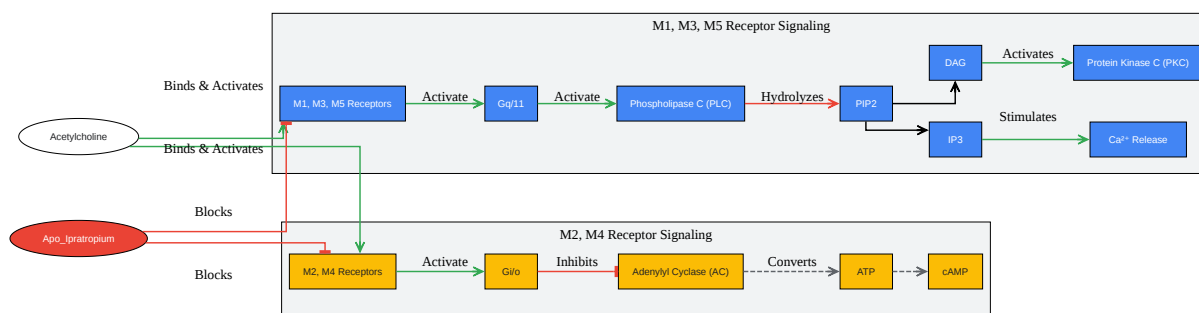 M1, M3, M5 Receptor Signaling
DAG
Activates
Protein Kinase C (PKC)
Binds & Activates
M1, M3, M5 Receptors
Activate
Gq/11
Activate
Phospholipase C (PLC)
Hydrolyzes
PIP2
Acetylcholine
Binds & Activates
IP3
Stimulates
Ca²⁺ Release
Blocks
Apo_Ipratropium
M2, M4 Receptor Signaling
Blocks
M2, M4 Receptors
Activate
Gi/o
Inhibits
Adenylyl Cyclase (AC)
Converts
ATP
cAMP